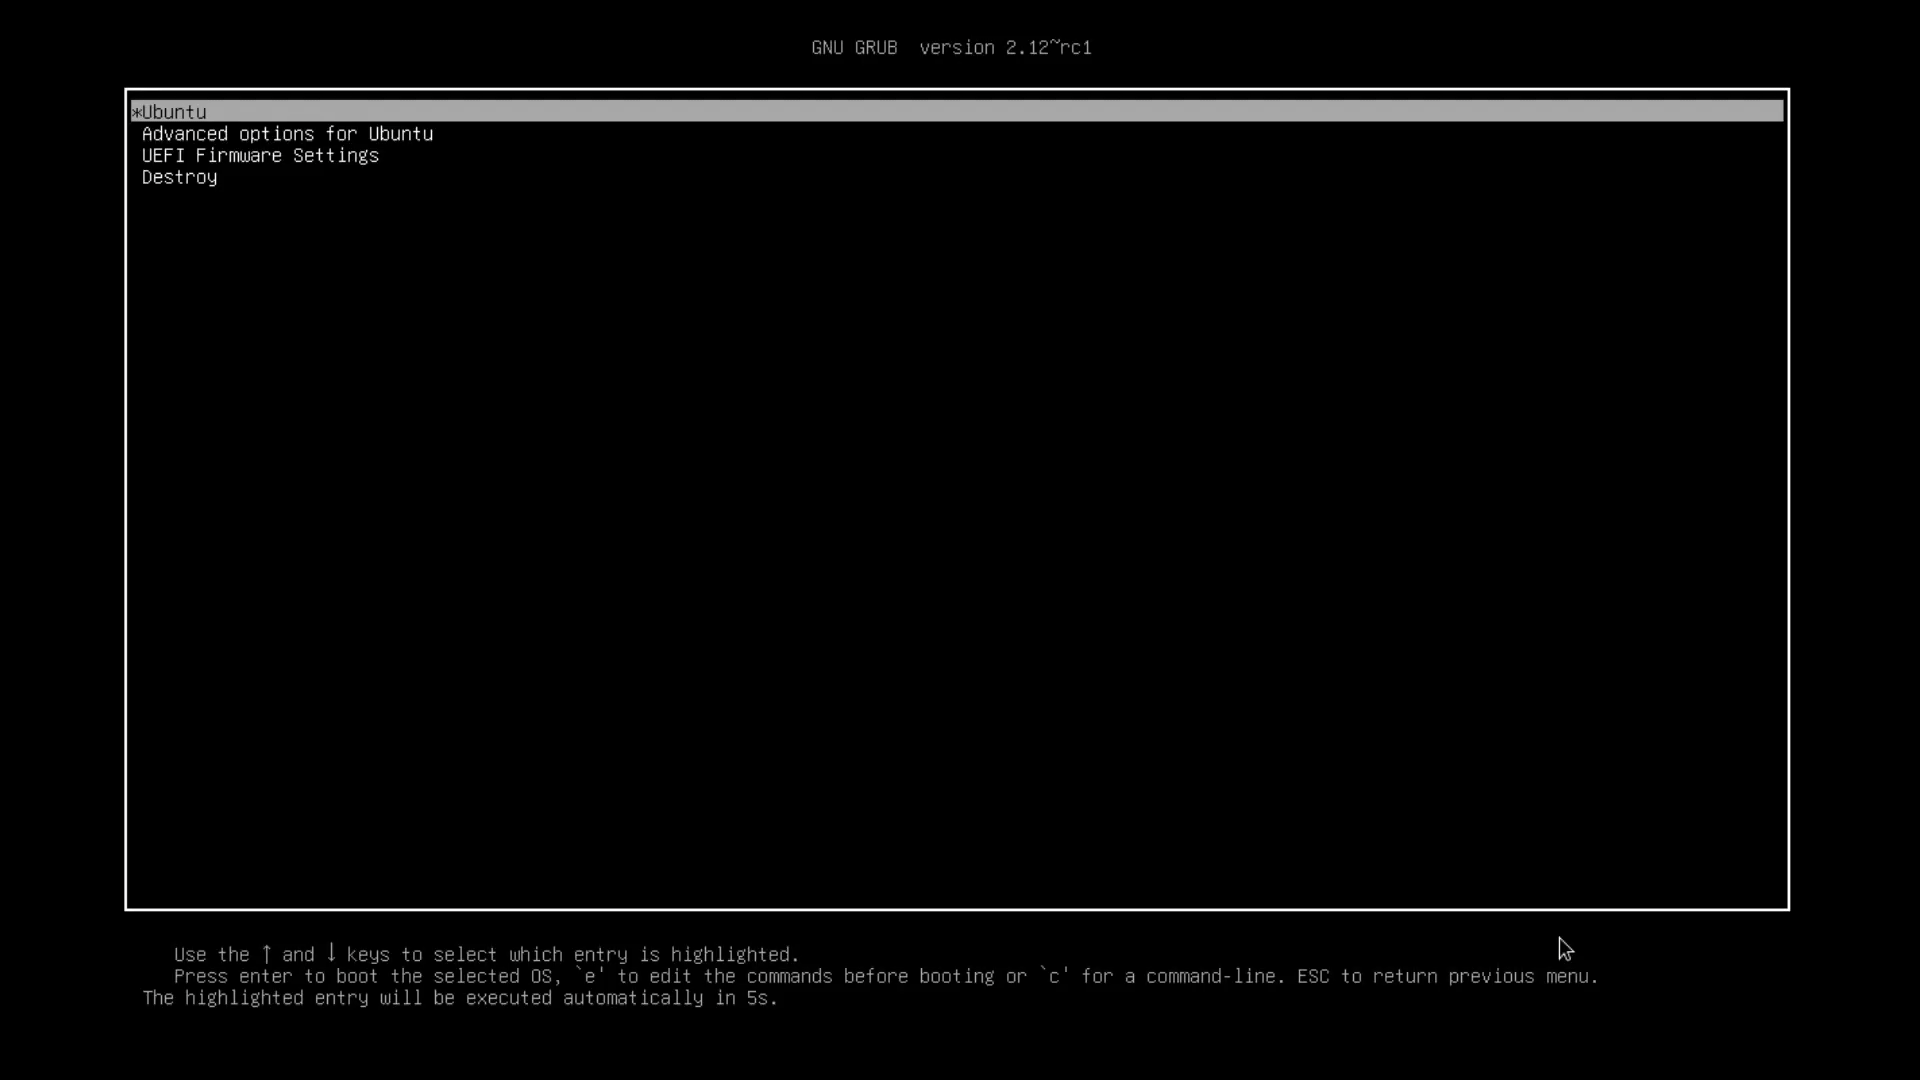 GNU GRUB  version 2.12~rc1
*Ubuntu
Advanced options for Ubuntu
UEFI Firmware Settings
Destroy
Use the ↑ and ↓ keys to select which entry is highlighted.
Press enter to boot the selected OS, `e' to edit the commands before booting or `c' for a command-line. ESC to return previous menu.
The highlighted entry will be executed automatically in 5s.